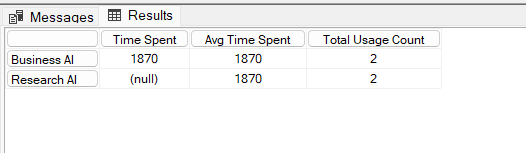 Messages Results
Time Spent Avg Time Spent Total Usage Count
Business AI 1870 1870 2
Research AI (null) 1870 2